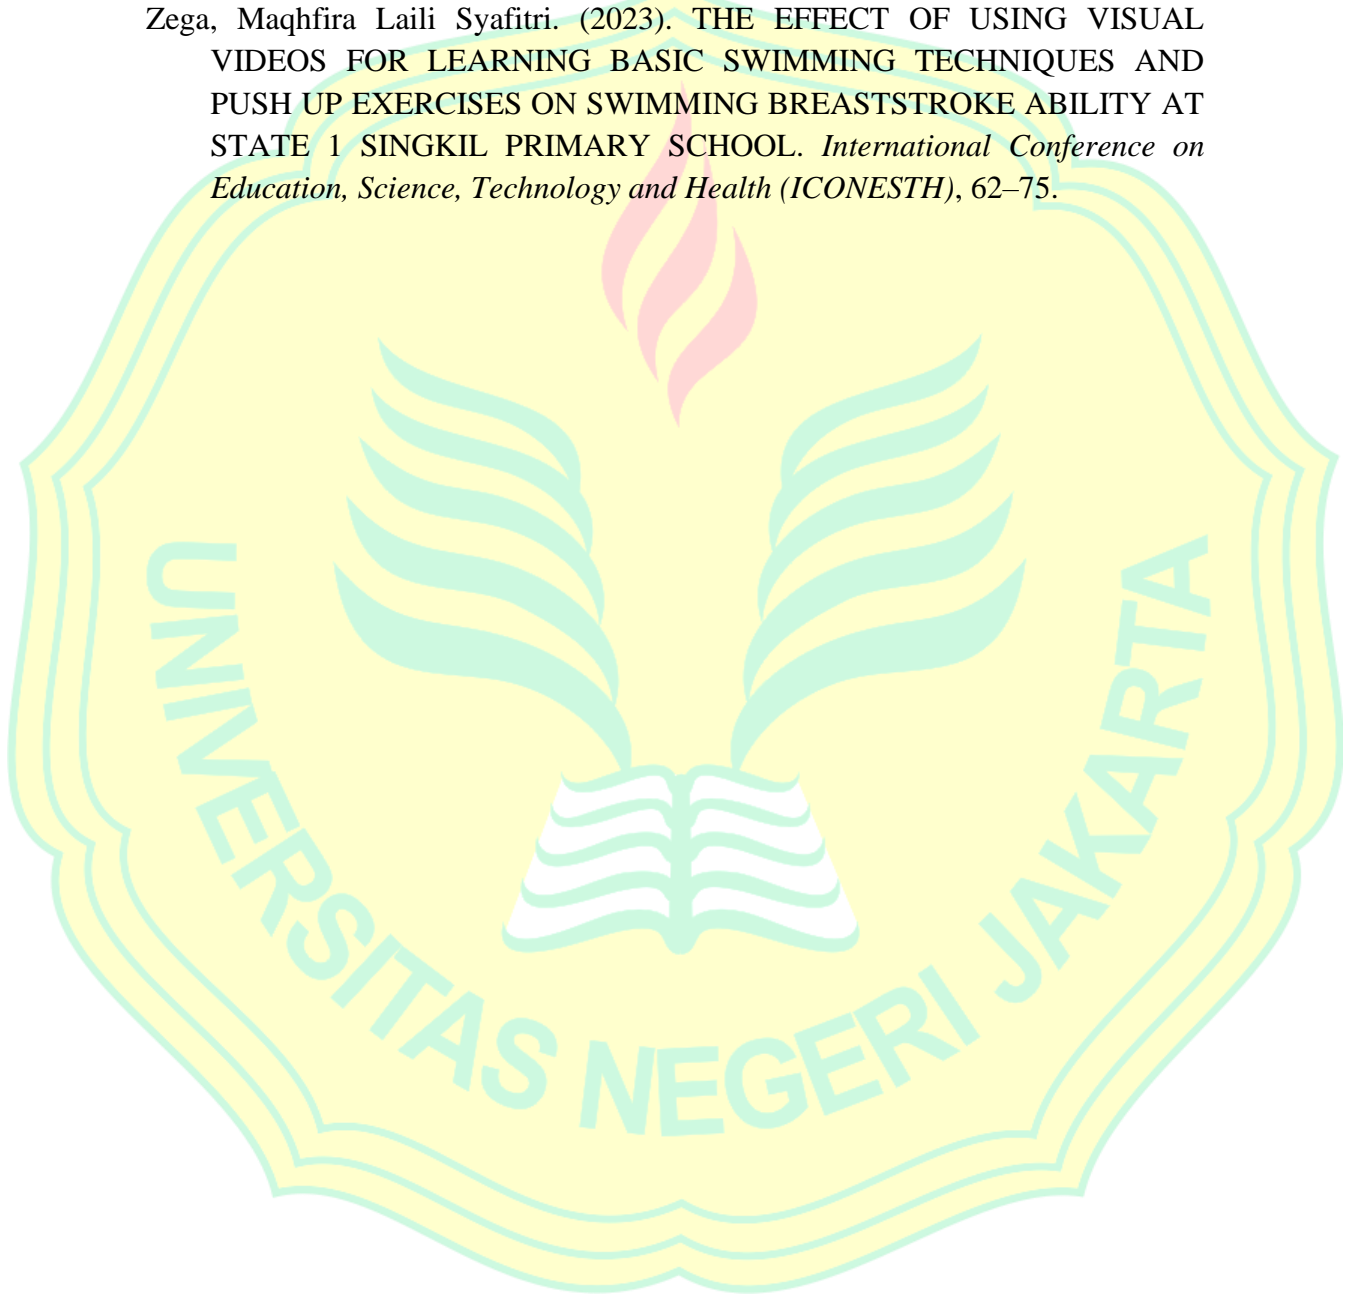 Zega, Maqhfira Laili Syafitri. (2023). THE EFFECT OF USING VISUAL
VIDEOS FOR LEARNING BASIC SWIMMING TECHNIQUES AND
PUSH UP EXERCISES ON SWIMMING BREASTSTROKE ABILITY AT
STATE 1 SINGKIL PRIMARY SCHOOL. International Conference on
Education, Science, Technology and Health (ICONESTH), 62–75.
UNIVERSITAS NEGERI JAKARTA